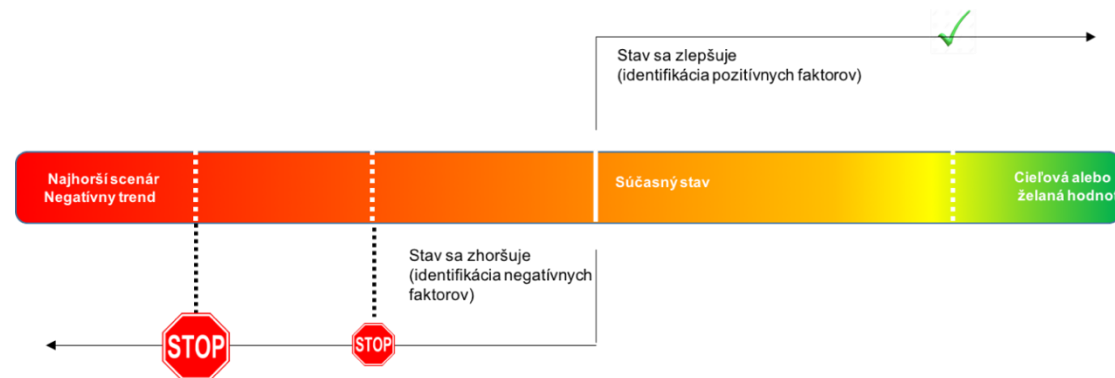 Stav sa zlepšuje
(identifikácia pozitívnych faktorov)
Najhorší scenár
Negatívny trend
Súčasný stav
Cieľová alebo
želaná hodnot
Stav sa zhoršuje
(identifikácia negatívnych
faktorov)
STOP
STOP